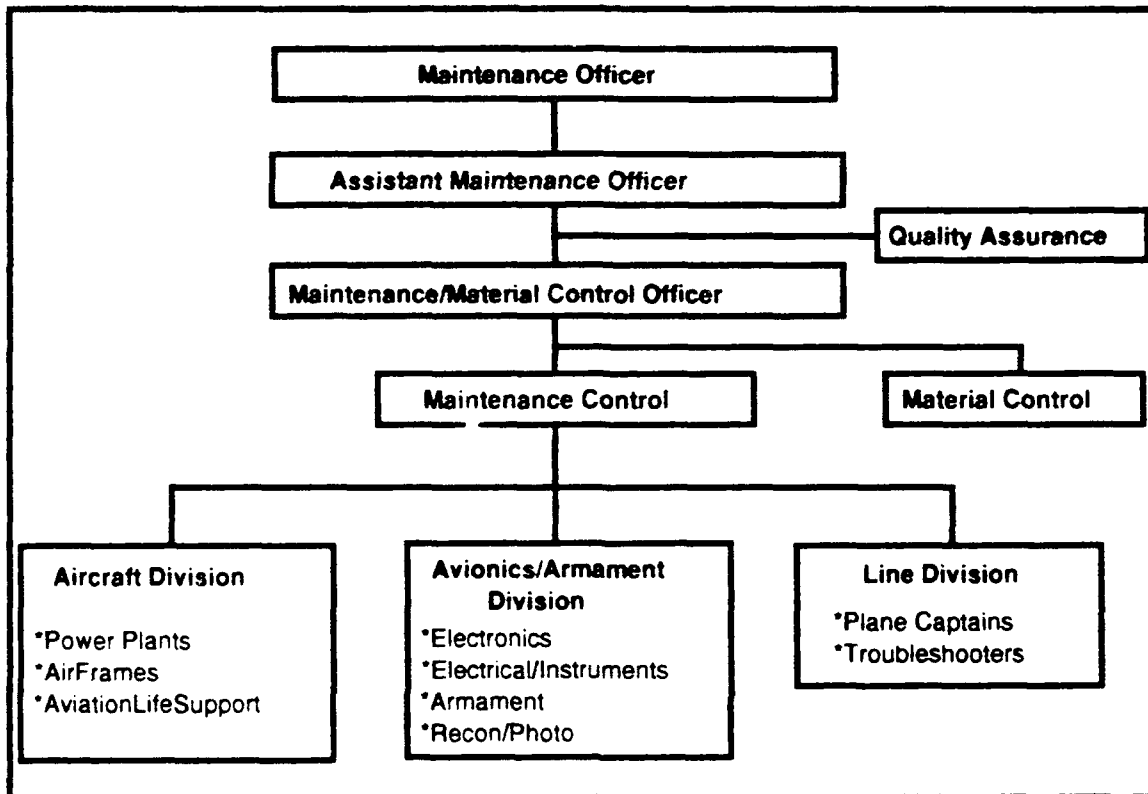 Maintenance Officer
Assistant Maintenance Officer
Quality Assurance
Maintenance/Material Control Officer
Maintenance Control
Material Control
Aircraft Division
*Power Plants
*AirFrames
*AviationLifeSupport
Avionics/Armament
Division
*Electronics
*Electrical/Instruments
*Armament
*Recon/Photo
Line Division
*Plane Captains
*Troubleshooters